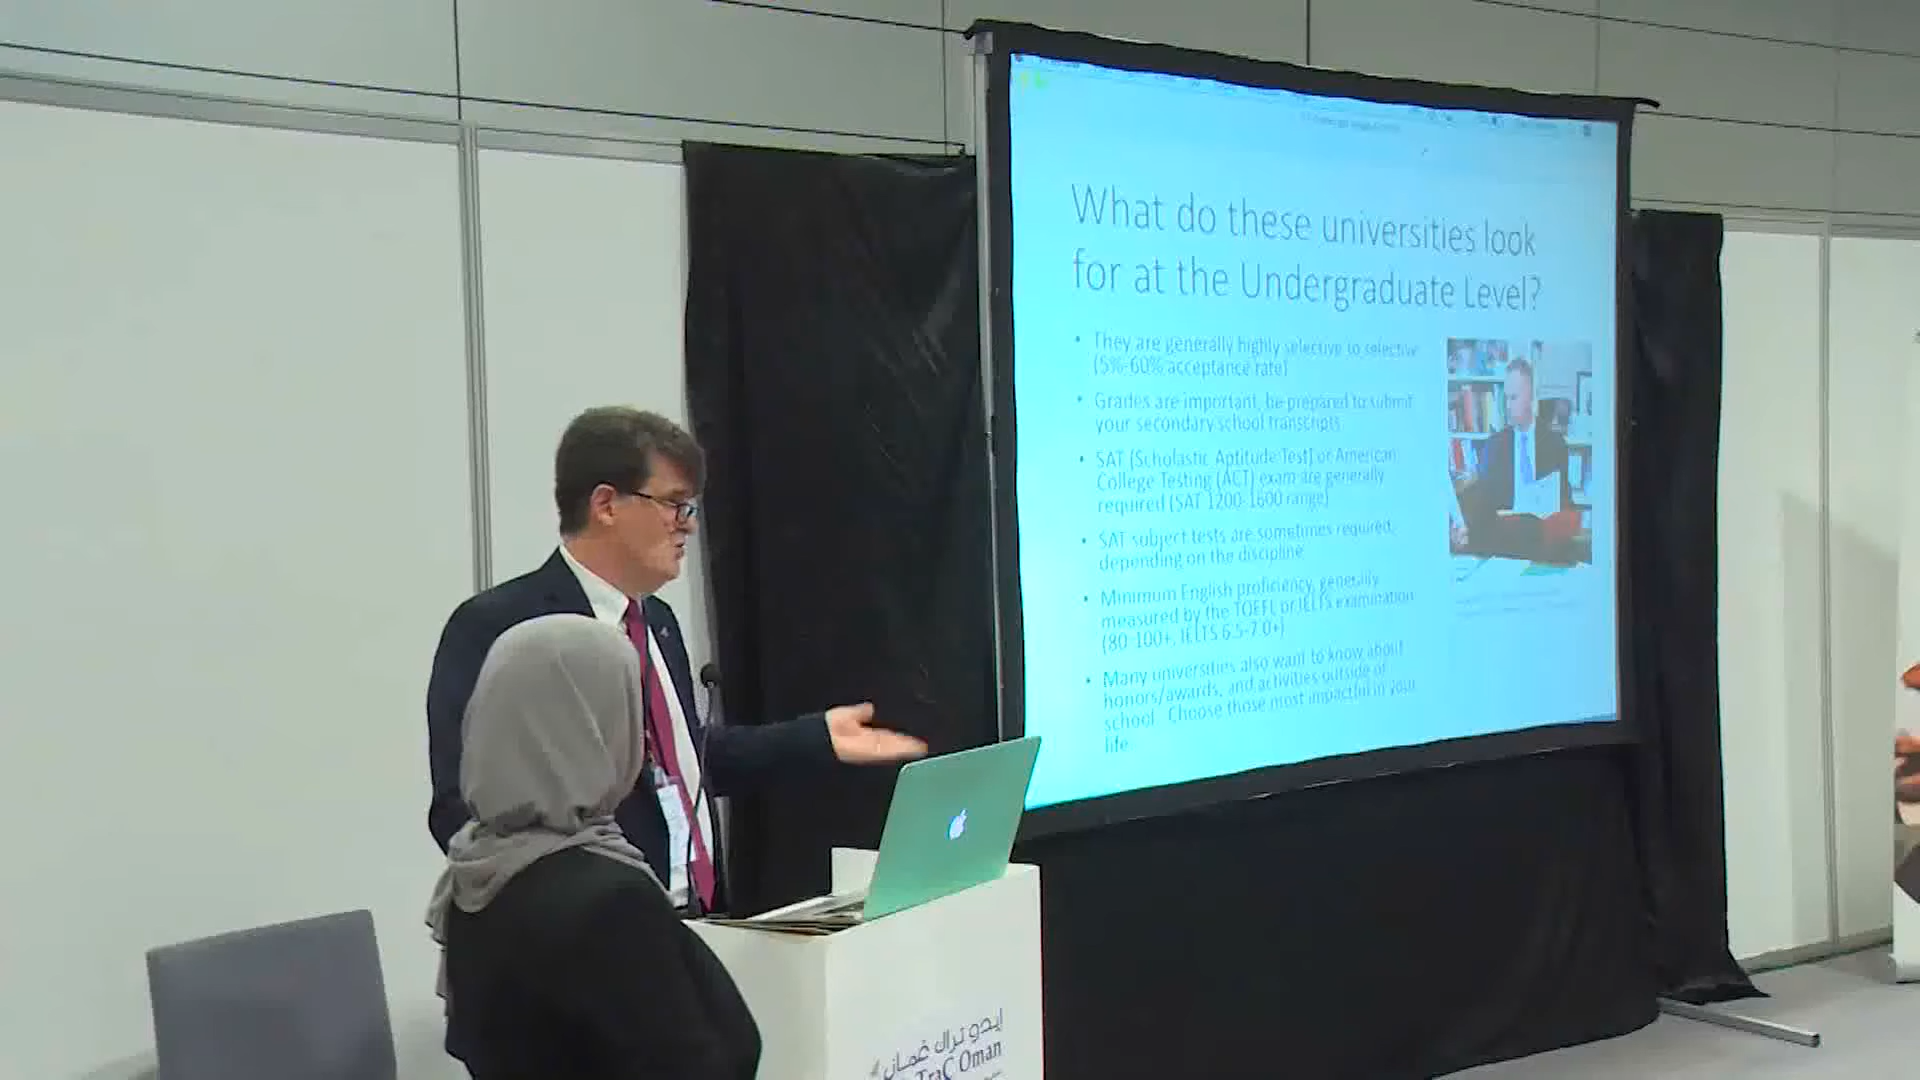 What do these universities look
for at the Undergraduate Level?
• They are generally highly selective to selective
(5%-60% acceptance rate)
• Grades are important, be prepared to submit
your secondary school transcripts
• SAT (Scholastic Aptitude Test) or American
College Testing (ACT) exam are generally
required (SAT 1200-1600 range)
• SAT subject tests are sometimes required,
depending on the discipline
• Minimum English proficiency, generally
measured by the TOEFL or IELTS examination
(80-100+, IELTS 6.5-7.0+)
• Many universities also want to know about
honors/awards, and activities outside of
school. Choose those most impactful in your
life
ايدو تراك عُمان
TraC Oman